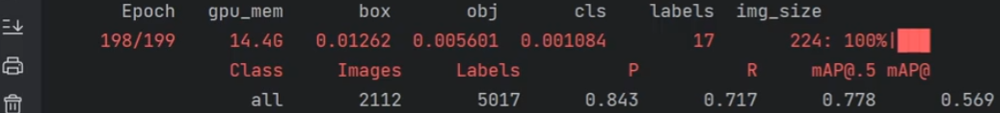 Epoch gpu_mem box obj cls labels img_size
198/199 14.4G 0.01262 0.005601 0.001084 17 224: 100%|███
Class Images Labels P R mAP@.5 mAP@
all 2112 5017 0.843 0.717 0.778 0.569